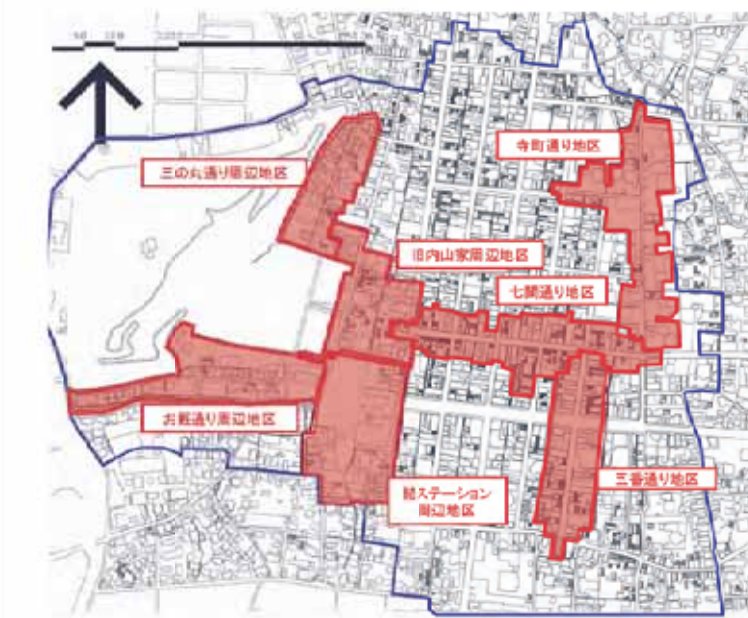 三の丸通り周辺地区
寺町通り地区
旧内山家周辺地区
七間通り地区
お殿通り周辺地区
結ステーション
周辺地区
三番通り地区